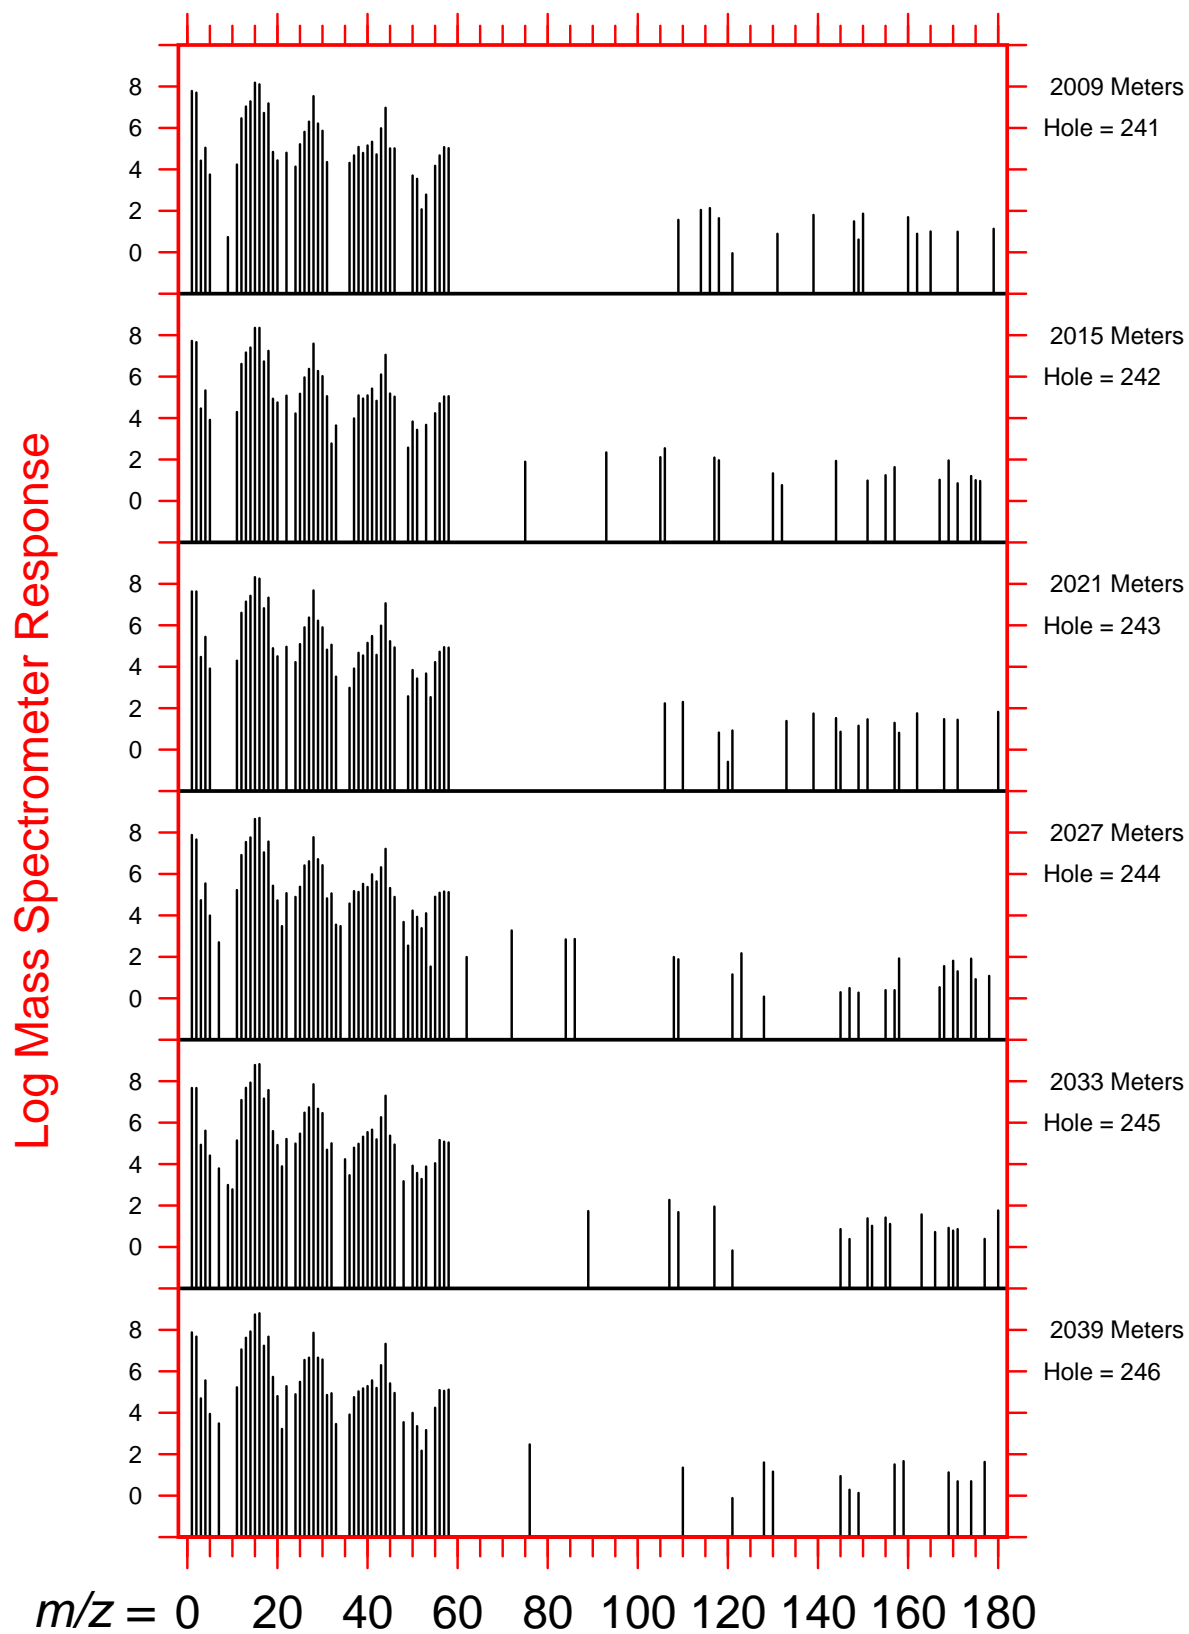 8
6
4
2
0
2009 Meters
Hole = 241
8
6
4
2
0
2015 Meters
Hole = 242
8
6
4
2
0
2021 Meters
Hole = 243
8
6
4
2
0
2027 Meters
Hole = 244
8
6
4
2
0
2033 Meters
Hole = 245
8
6
4
2
0
2039 Meters
Hole = 246
Log Mass Spectrometer Response
m/z = 0 20 40 60 80 100 120 140 160 180